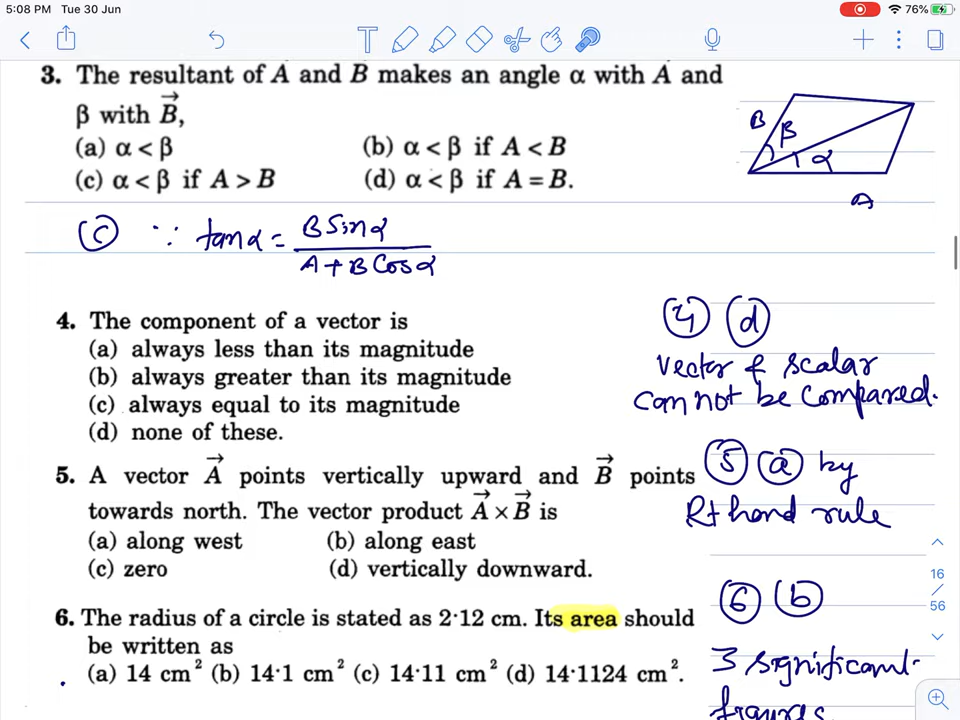 5:08 PM Tue 30 Jun
76%
3. The resultant of A and B makes an angle α with A and
β with B,
(a) α < β (b) α < β if A < B
(c) α < β if A > B (d) α < β if A = B.
B
β
α
A
(c) ∵ tanα = B Sinα
A + B Cosα
4. The component of a vector is
(a) always less than its magnitude
(b) always greater than its magnitude
(c) always equal to its magnitude
(d) none of these.
4 d
Vector & scalar
cannot be compared.
5. A vector A points vertically upward and B points
towards north. The vector product A × B is
(a) along west (b) along east
(c) zero (d) vertically downward.
5 a by
Rt hand rule
16
/
56
6. The radius of a circle is stated as 2·12 cm. Its area should
be written as
(a) 14 cm² (b) 14·1 cm² (c) 14·11 cm² (d) 14·1124 cm².
6 b
3 significant
figures